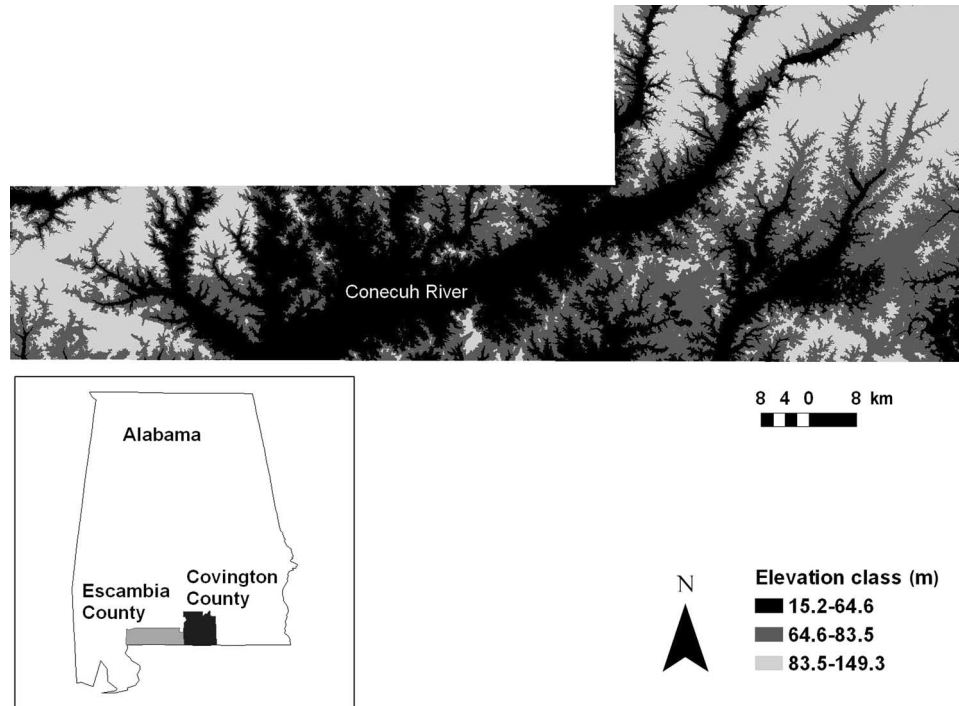 Conecuh River
8 4 0 8 km
Alabama
Escambia
County
Covington
County
N
Elevation class (m)
15.2-64.6
64.6-83.5
83.5-149.3